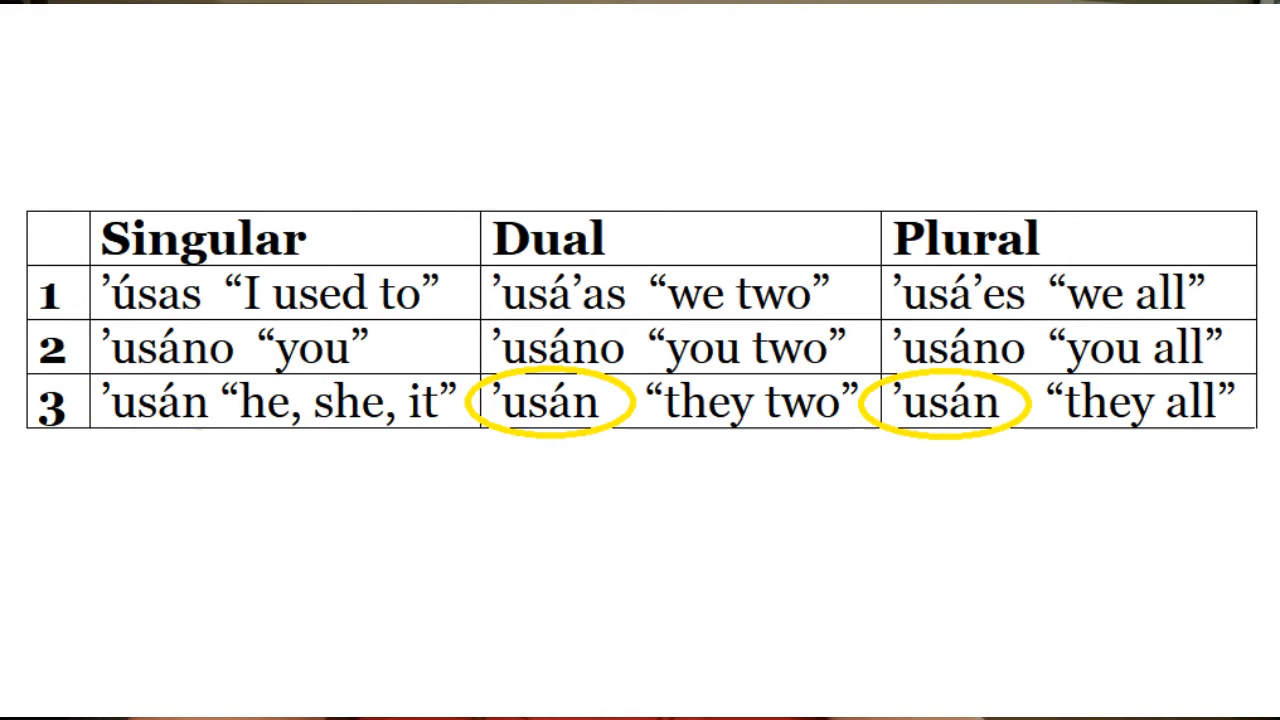 Singular Dual Plural
1 ’úsas “I used to” ’usá’as “we two” ’usá’es “we all”
2 ’usáno “you” ’usáno “you two” ’usáno “you all”
3 ’usán “he, she, it” ’usán “they two” ’usán “they all”